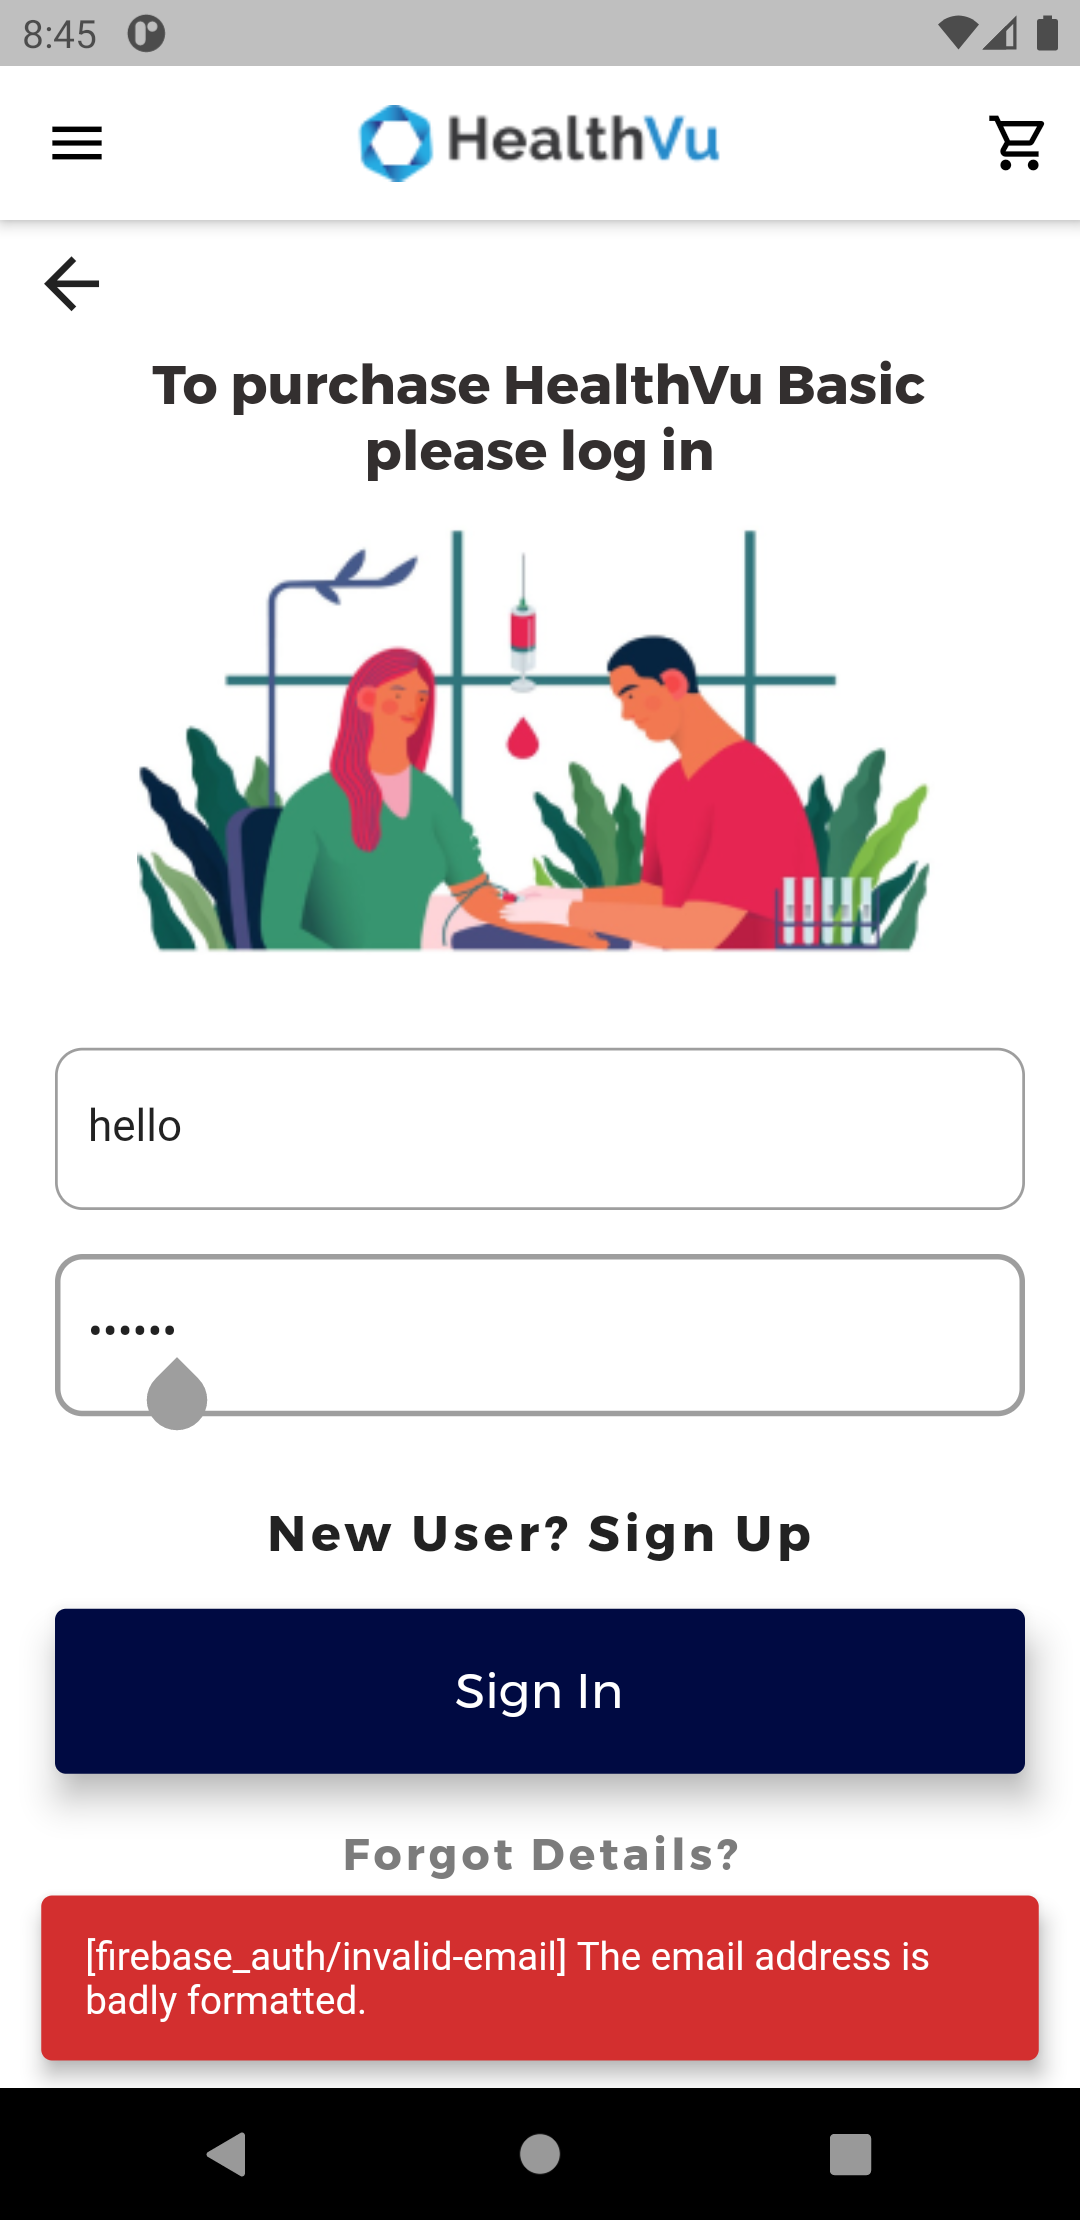 8:45
HealthVu
To purchase HealthVu Basic
please log in
hello
••••••
New User? Sign Up
Sign In
Forgot Details?
[firebase_auth/invalid-email] The email address is
badly formatted.